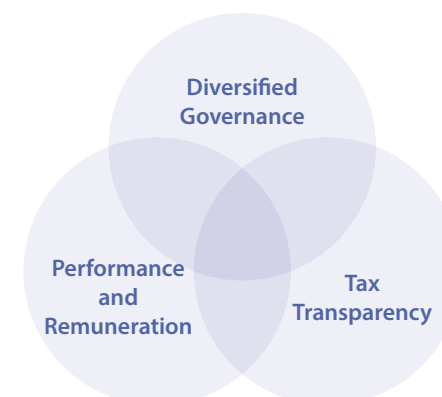 Diversified
Governance
Performance
and
Remuneration
Tax
Transparency